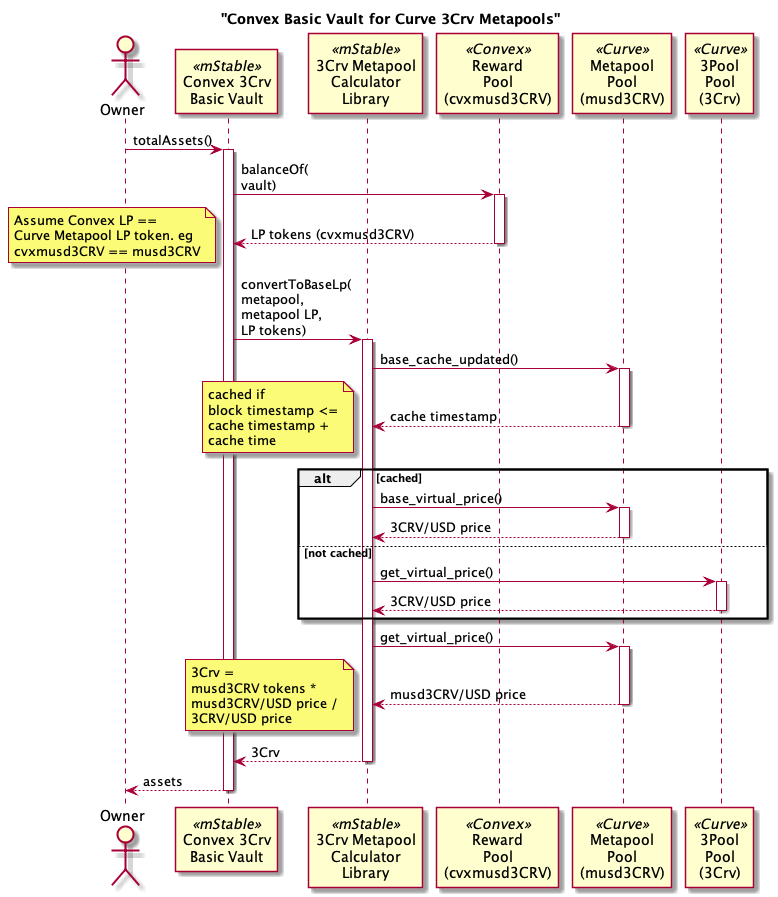 "Convex Basic Vault for Curve 3Crv Metapools"
Owner
«mStable»
Convex 3Crv
Basic Vault
«mStable»
3Crv Metapool
Calculator
Library
«Convex»
Reward
Pool
(cvxmusd3CRV)
«Curve»
Metapool
Pool
(musd3CRV)
«Curve»
3Pool
Pool
(3Crv)
totalAssets()
balanceOf(
vault)
Assume Convex LP ==
Curve Metapool LP token. eg
cvxmusd3CRV == musd3CRV
LP tokens (cvxmusd3CRV)
convertToBaseLp(
metapool,
metapool LP,
LP tokens)
base_cache_updated()
cached if
block timestamp <=
cache timestamp +
cache time
cache timestamp
alt
[cached]
base_virtual_price()
3CRV/USD price
[not cached]
get_virtual_price()
3CRV/USD price
get_virtual_price()
3Crv =
musd3CRV tokens *
musd3CRV/USD price /
3CRV/USD price
musd3CRV/USD price
3Crv
assets
Owner
«mStable»
Convex 3Crv
Basic Vault
«mStable»
3Crv Metapool
Calculator
Library
«Convex»
Reward
Pool
(cvxmusd3CRV)
«Curve»
Metapool
Pool
(musd3CRV)
«Curve»
3Pool
Pool
(3Crv)